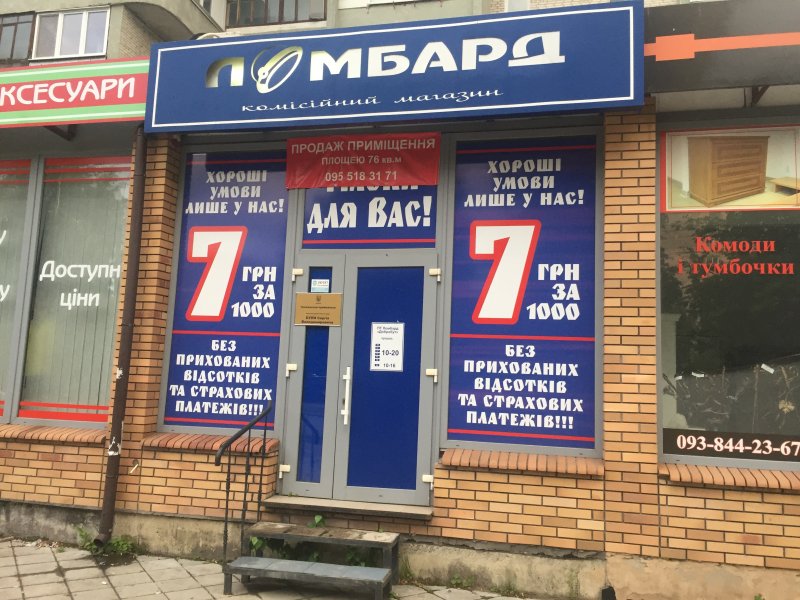 ЛОМБАРД
комісійний магазин
КСЕСУАРИ
Доступн
ціни
ПРОДАЖ ПРИМІЩЕННЯ
ПЛОЩЕЮ 76 кв.м
095 518 31 71
ДЛЯ ВАС!
ХОРОШІ
УМОВИ
ЛИШЕ У НАС!
7 ГРН
ЗА
1000
БЕЗ
ПРИХОВАНИХ
ВІДСОТКІВ
ТА СТРАХОВИХ
ПЛАТЕЖІВ!!!
10-20
10-16
ХОРОШІ
УМОВИ
ЛИШЕ У НАС!
7 ГРН
ЗА
1000
БЕЗ
ПРИХОВАНИХ
ВІДСОТКІВ
ТА СТРАХОВИХ
ПЛАТЕЖІВ!!!
Комоди
і тумбочки
093-844-23-67